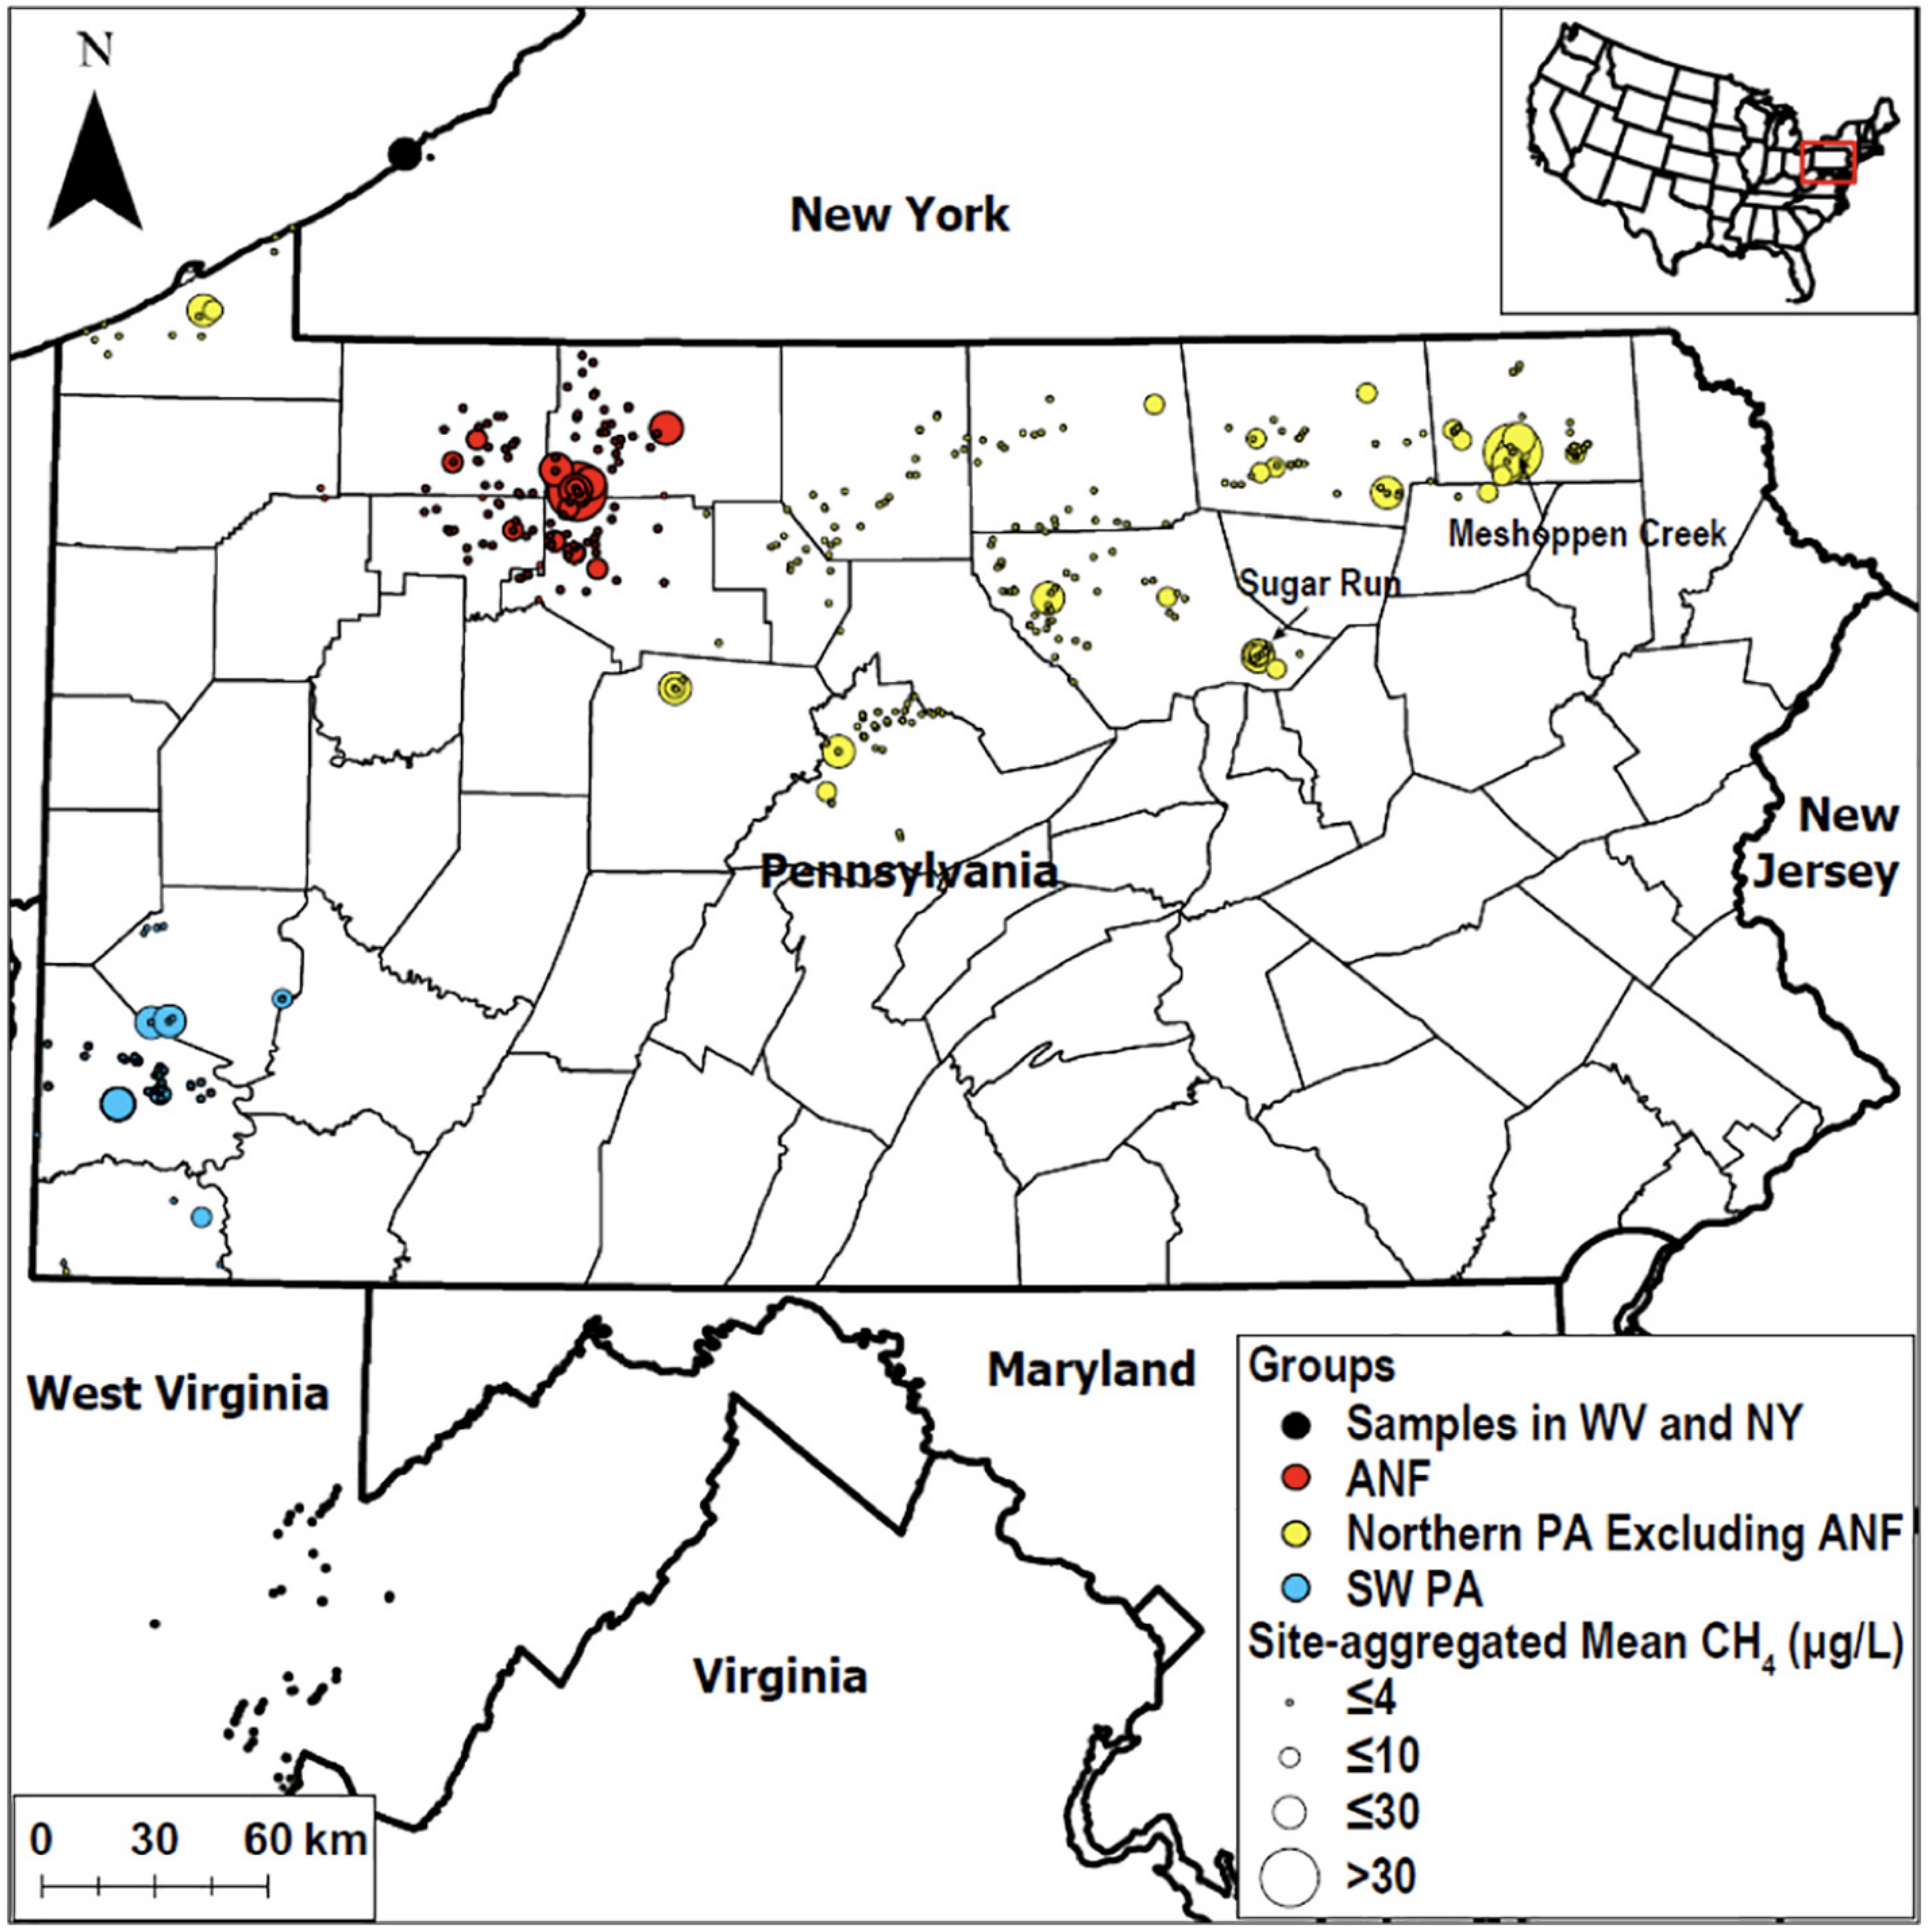 N
New York
Meshoppen Creek
Sugar Run
New
Jersey
Pennsylvania
West Virginia
Maryland
Virginia
Groups
Samples in WV and NY
ANF
Northern PA Excluding ANF
SW PA
Site-aggregated Mean CH₄ (µg/L)
≤4
≤10
≤30
>30
0 30 60 km